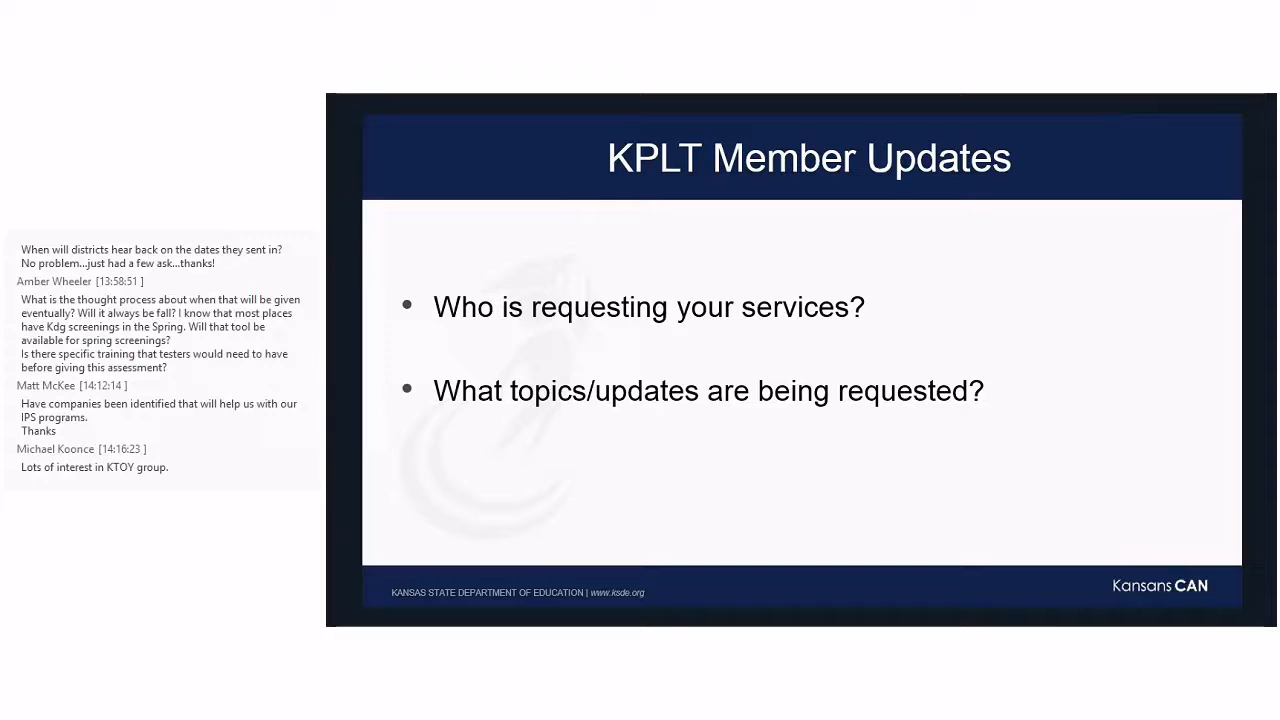 When will districts hear back on the dates they sent in?
No problem...just had a few ask...thanks!
Amber Wheeler [13:58:51 ]
What is the thought process about when that will be given
eventually? Will it always be fall? I know that most places
have Kdg screenings in the Spring. Will that tool be
available for spring screenings?
Is there specific training that testers would need to have
before giving this assessment?
Matt McKee [14:12:14 ]
Have companies been identified that will help us with our
IPS programs.
Thanks
Michael Koonce [14:16:23 ]
Lots of interest in KTOY group.
KPLT Member Updates
• Who is requesting your services?
• What topics/updates are being requested?
KANSAS STATE DEPARTMENT OF EDUCATION | www.ksde.org
KansansCAN